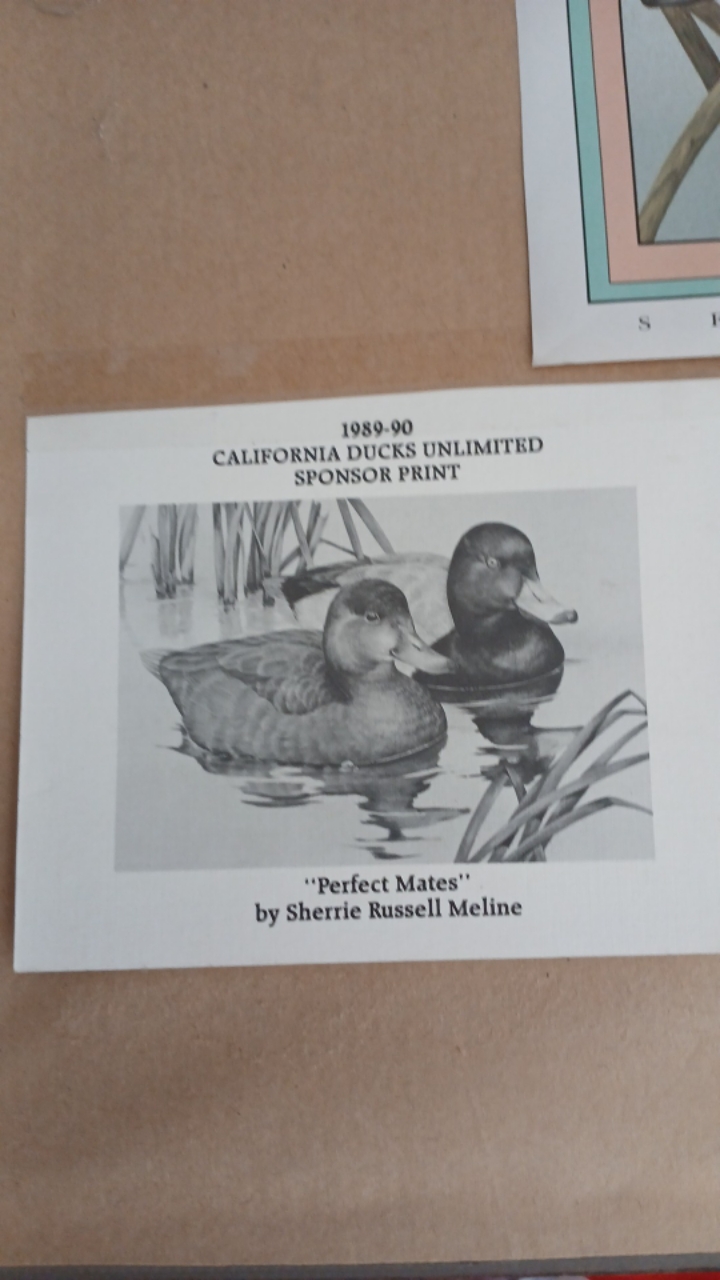 S
1989-90
CALIFORNIA DUCKS UNLIMITED
SPONSOR PRINT
"Perfect Mates"
by Sherrie Russell Meline